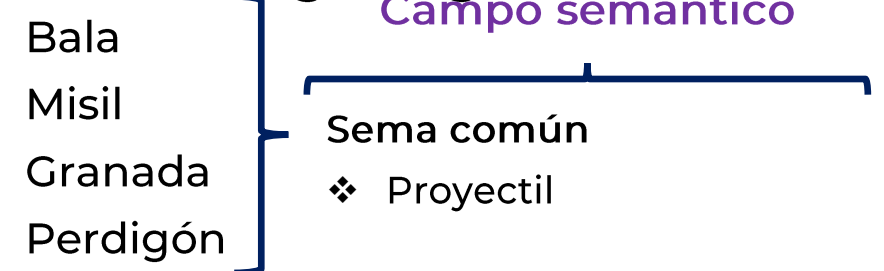 Campo semántico
Bala
Misil
Granada
Perdigón
Sema común
❖ Proyectil